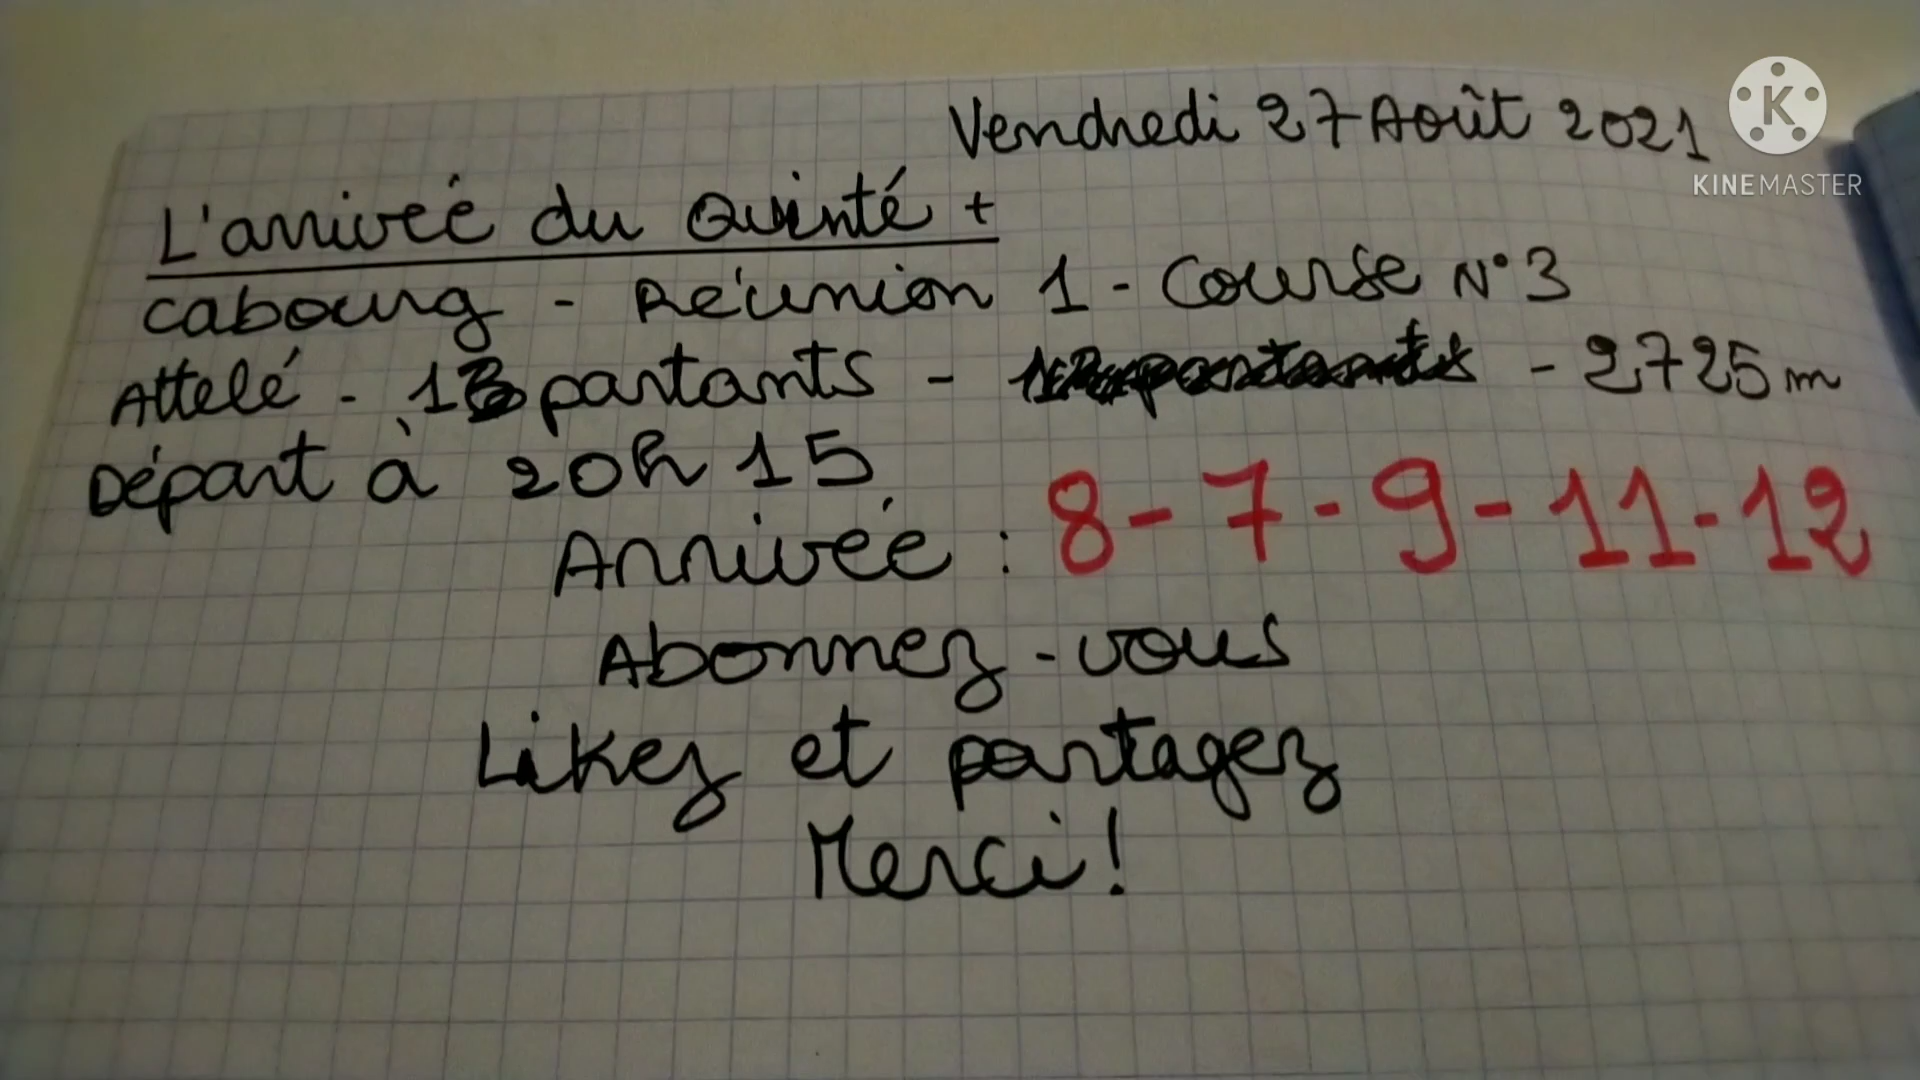 Vendredi 27 Août 2021
KINEMASTER
L'arrivée du Quinté +
Cabourg - Réunion 1 - Course N°3
Attelé - 13 partants - - 2725m
Départ à 20h15
Arrivée : 8-7-9-11-12
Abonnez-vous
Likez et partagez
Merci!